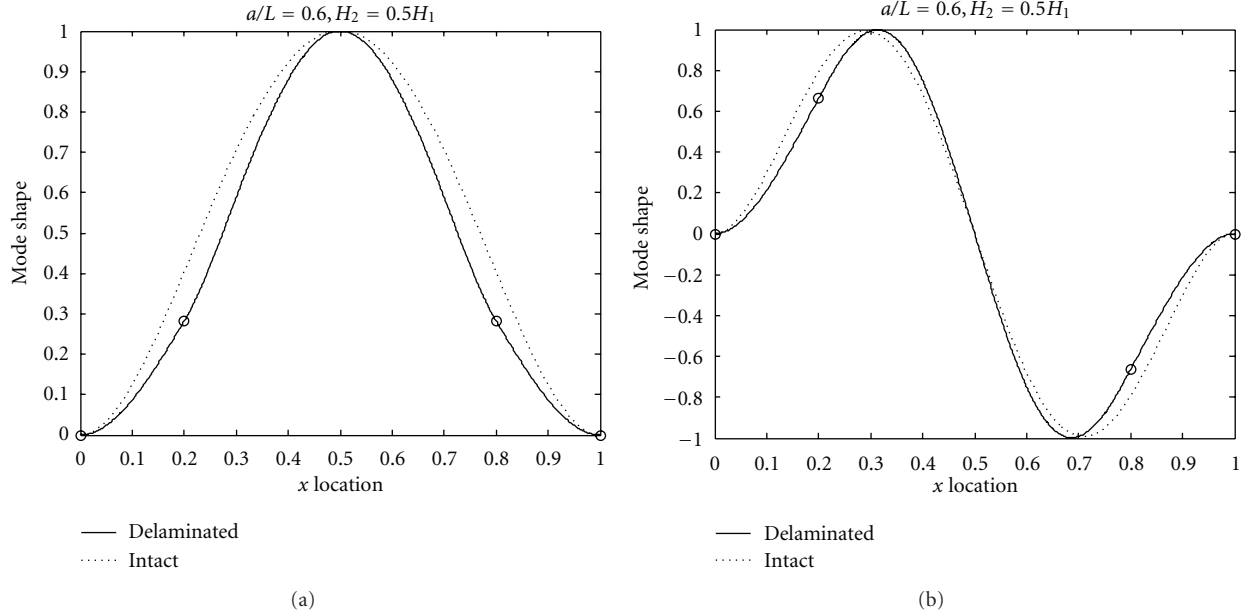 a/L = 0.6, H₂ = 0.5H₁
1
0.9
0.8
0.7
0.6
0.5
0.4
0.3
0.2
0.1
0
Mode shape
0 0.1 0.2 0.3 0.4 0.5 0.6 0.7 0.8 0.9 1
x location
Delaminated
Intact
(a)
a/L = 0.6, H₂ = 0.5H₁
1
0.8
0.6
0.4
0.2
0
−0.2
−0.4
−0.6
−0.8
−1
Mode shape
0 0.1 0.2 0.3 0.4 0.5 0.6 0.7 0.8 0.9 1
x location
Delaminated
Intact
(b)